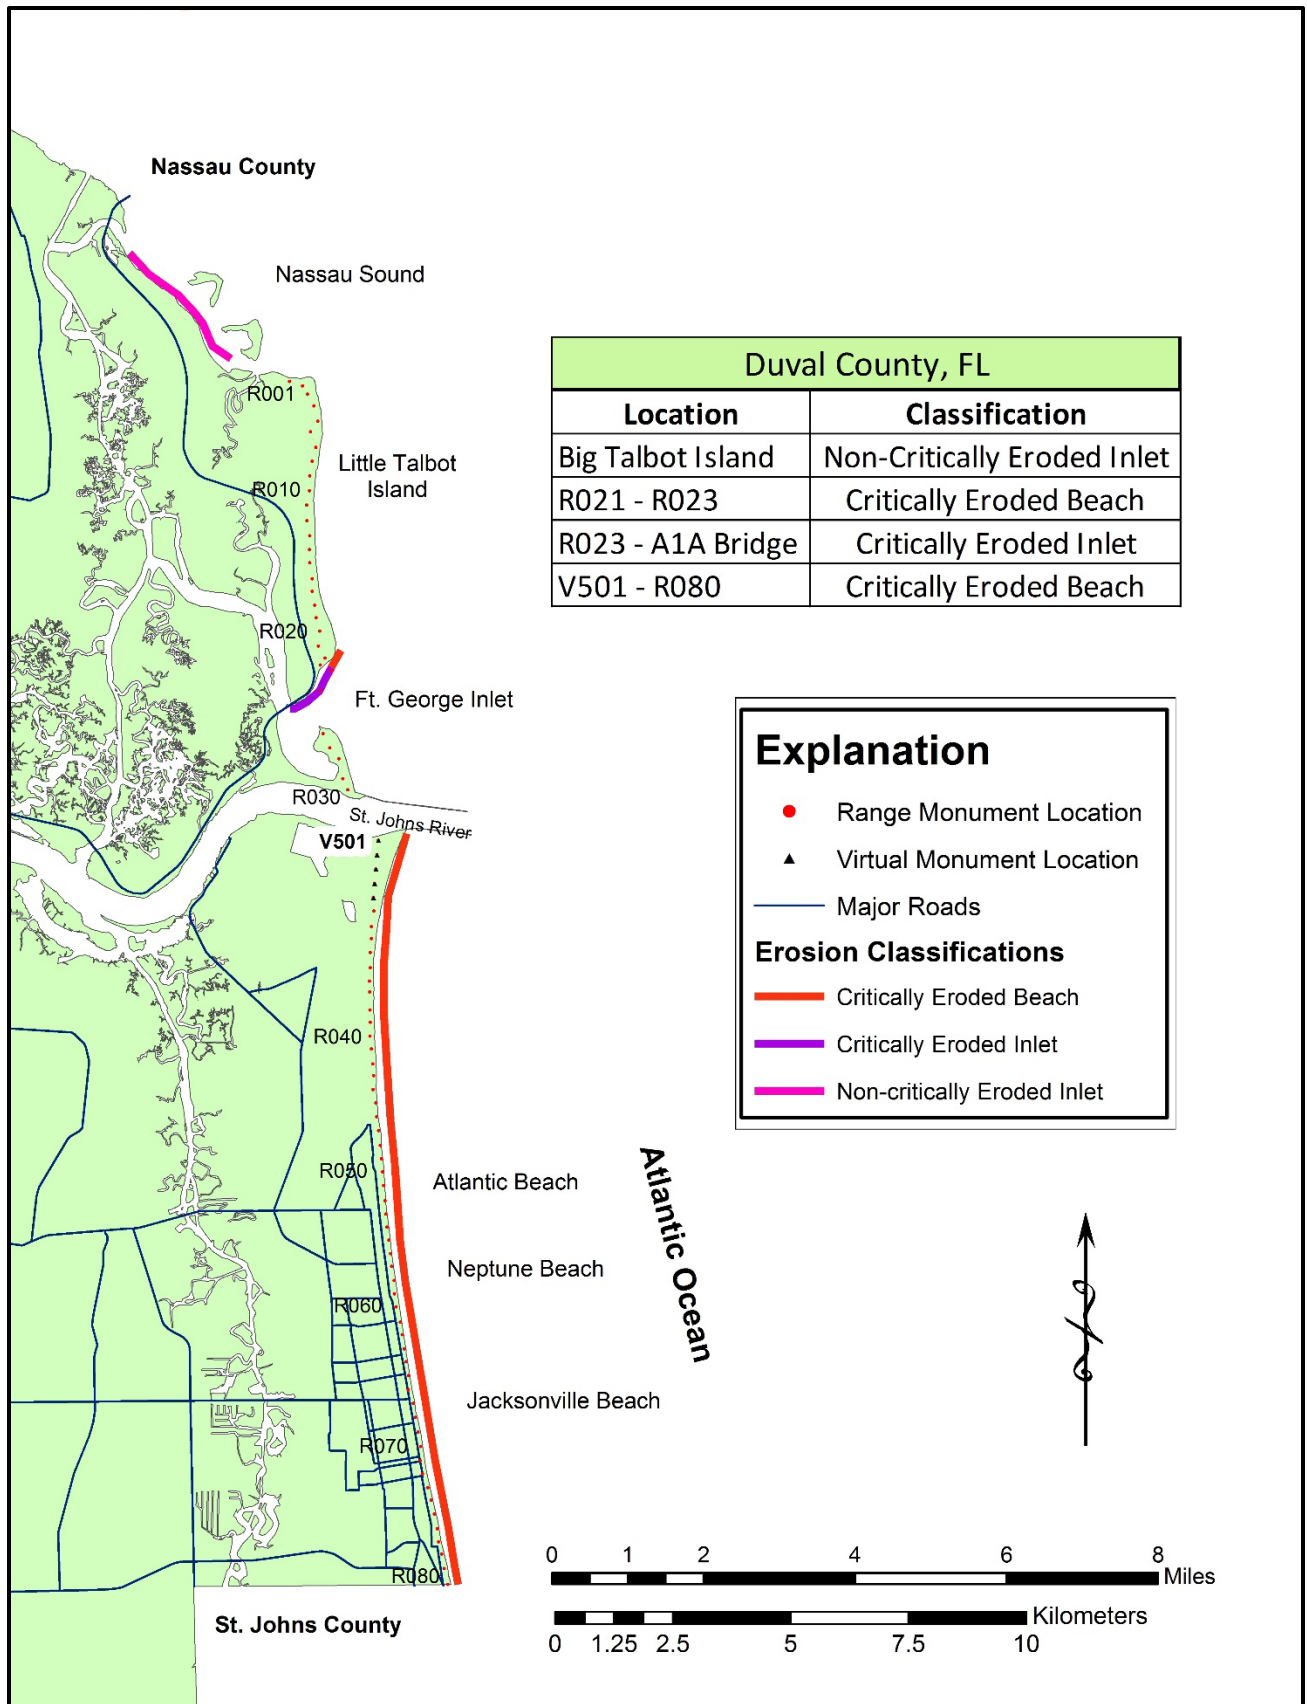 Nassau County
Nassau Sound
R001
Little Talbot
Island
R010
R020
Ft. George Inlet
R030
St. Johns River
V501
R040
R050
Atlantic Beach
Neptune Beach
R060
Jacksonville Beach
R070
R080
St. Johns County
Atlantic Ocean
Duval County, FL
Location Classification
Big Talbot Island Non-Critically Eroded Inlet
R021 - R023 Critically Eroded Beach
R023 - A1A Bridge Critically Eroded Inlet
V501 - R080 Critically Eroded Beach
Explanation
Range Monument Location
Virtual Monument Location
Major Roads
Erosion Classifications
Critically Eroded Beach
Critically Eroded Inlet
Non-critically Eroded Inlet
0 1 2 4 6 8
Miles
Kilometers
0 1.25 2.5 5 7.5 10